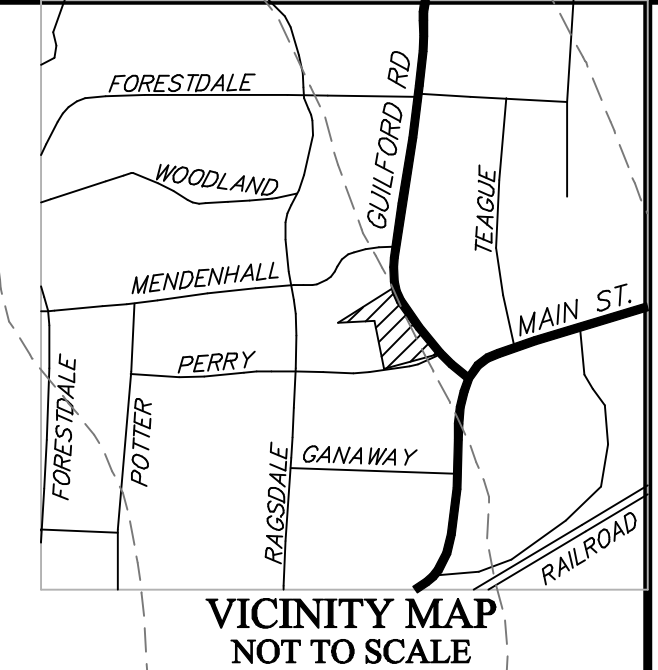 FORESTDALE
GUILFORD RD
WOODLAND
TEAGUE
MENDENHALL
MAIN ST.
PERRY
FORESTDALE
POTTER
RAGSDALE
GANAWAY
RAILROAD
VICINITY MAP
NOT TO SCALE